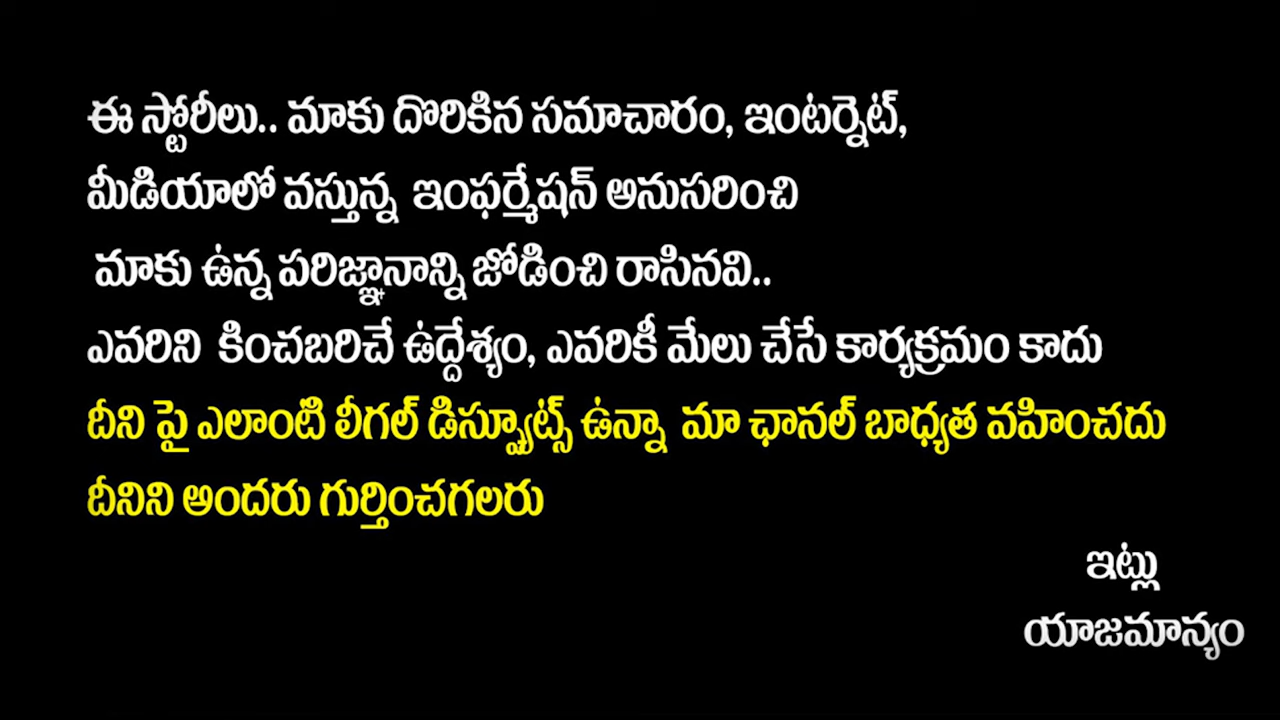 ఈ స్టోరీలు.. మాకు దొరికిన సమాచారం, ఇంటర్నెట్,
మీడియాలో వస్తున్న ఇంఫర్మేషన్ అనుసరించి
మాకు ఉన్న పరిజ్ఞానాన్ని జోడించి రాసినవి..
ఎవరిని కించబరిచే ఉద్దేశ్యం, ఎవరికీ మేలు చేసే కార్యక్రమం కాదు
దీని పై ఎలాంటి లీగల్ డిస్ప్యూట్స్ ఉన్నా మా ఛానల్ బాధ్యత వహించదు
దీనిని అందరు గుర్తించగలరు
ఇట్లు
యాజమాన్యం